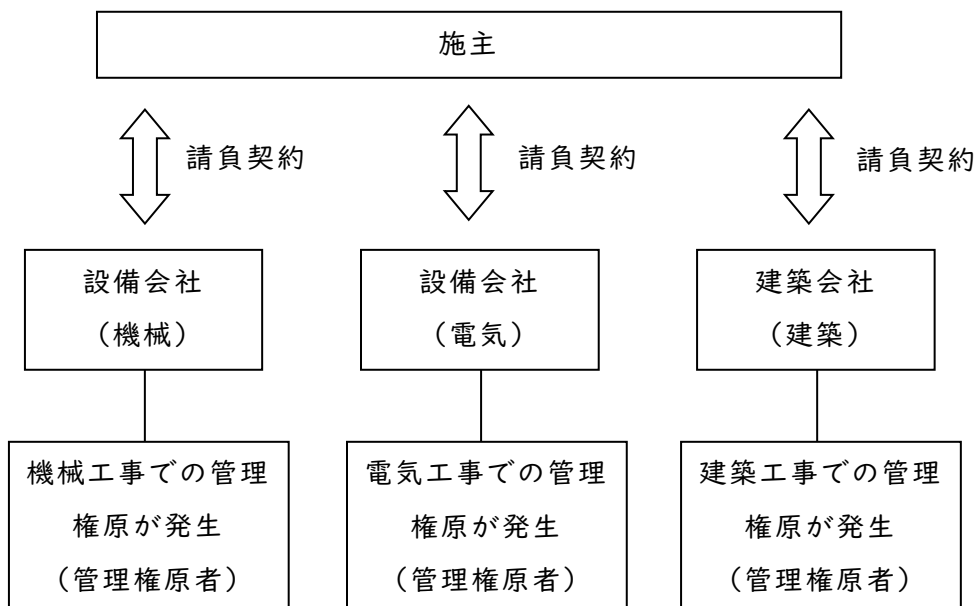 施主
請負契約
請負契約
請負契約
設備会社
（機械）
設備会社
（電気）
建築会社
（建築）
機械工事での管理
権原が発生
（管理権原者）
電気工事での管理
権原が発生
（管理権原者）
建築工事での管理
権原が発生
（管理権原者）